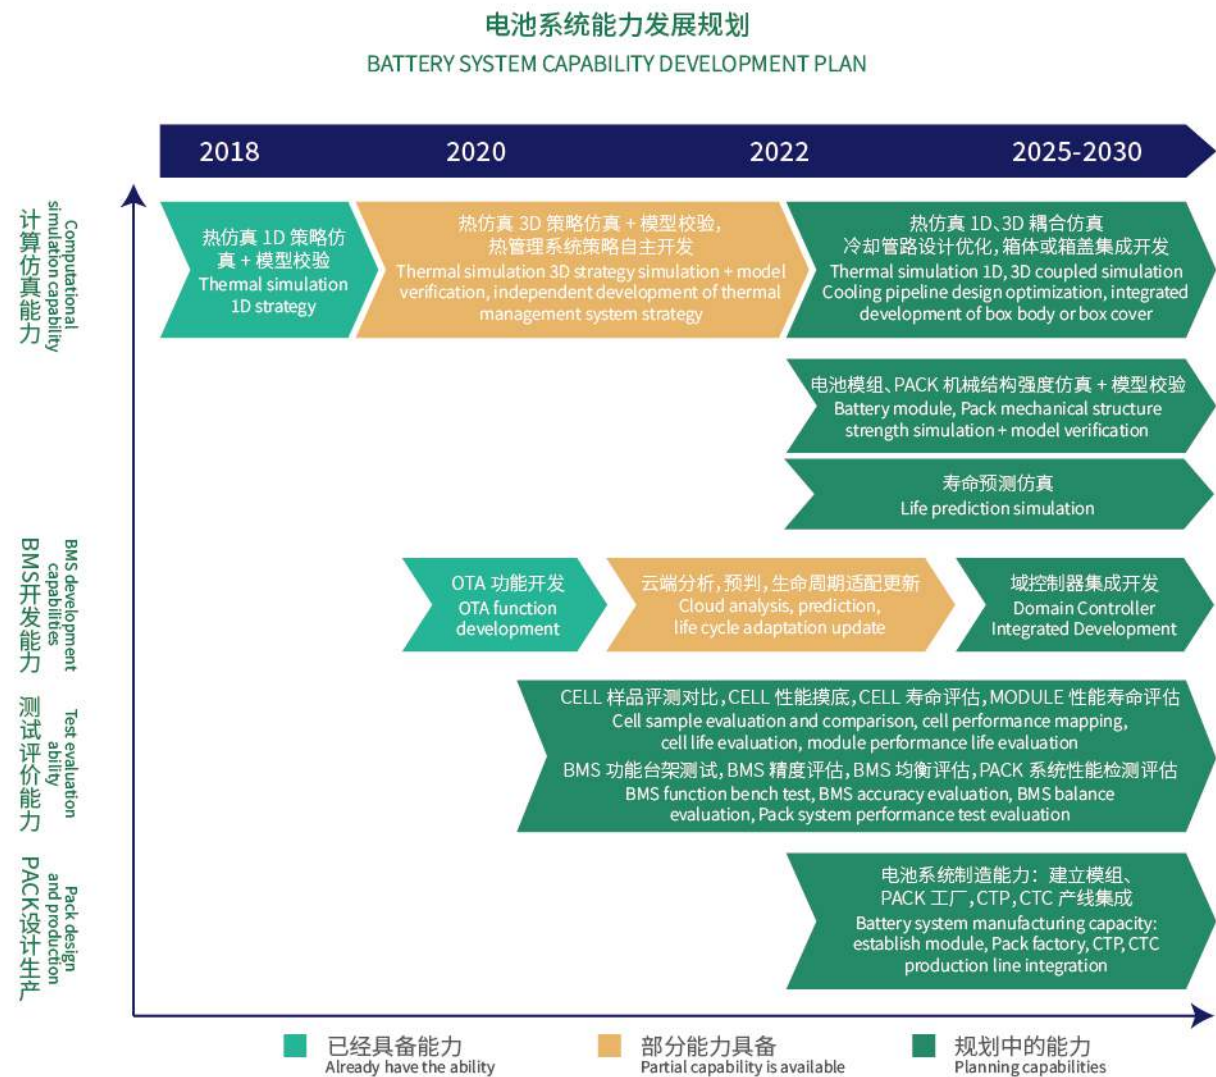 电池系统能力发展规划
BATTERY SYSTEM CAPABILITY DEVELOPMENT PLAN
2018
2020
2022
2025-2030
计算仿真能力
Computational
simulation capability
热仿真 1D 策略仿
真 + 模型校验
Thermal simulation
1D strategy
热仿真 3D 策略仿真 + 模型校验,
热管理系统策略自主开发
Thermal simulation 3D strategy simulation + model
verification, independent development of thermal
management system strategy
热仿真 1D、3D 耦合仿真
冷却管路设计优化, 箱体或箱盖集成开发
Thermal simulation 1D, 3D coupled simulation
Cooling pipeline design optimization, integrated
development of box body or box cover
电池模组、PACK 机械结构强度仿真 + 模型校验
Battery module, Pack mechanical structure
strength simulation + model verification
寿命预测仿真
Life prediction simulation
BMS开发能力
BMS development
capabilities
OTA 功能开发
OTA function
development
云端分析, 预判, 生命周期适配更新
Cloud analysis, prediction,
life cycle adaptation update
域控制器集成开发
Domain Controller
Integrated Development
测试评价能力
Test evaluation
ability
CELL 样品评测对比, CELL 性能摸底, CELL 寿命评估, MODULE 性能寿命评估
Cell sample evaluation and comparison, cell performance mapping,
cell life evaluation, module performance life evaluation
BMS 功能台架测试, BMS 精度评估, BMS 均衡评估, PACK 系统性能检测评估
BMS function bench test, BMS accuracy evaluation, BMS balance
evaluation, Pack system performance test evaluation
PACK设计生产
Pack design
and production
电池系统制造能力：建立模组、
PACK 工厂, CTP, CTC 产线集成
Battery system manufacturing capacity:
establish module, Pack factory, CTP, CTC
production line integration
已经具备能力
Already have the ability
部分能力具备
Partial capability is available
规划中的能力
Planning capabilities